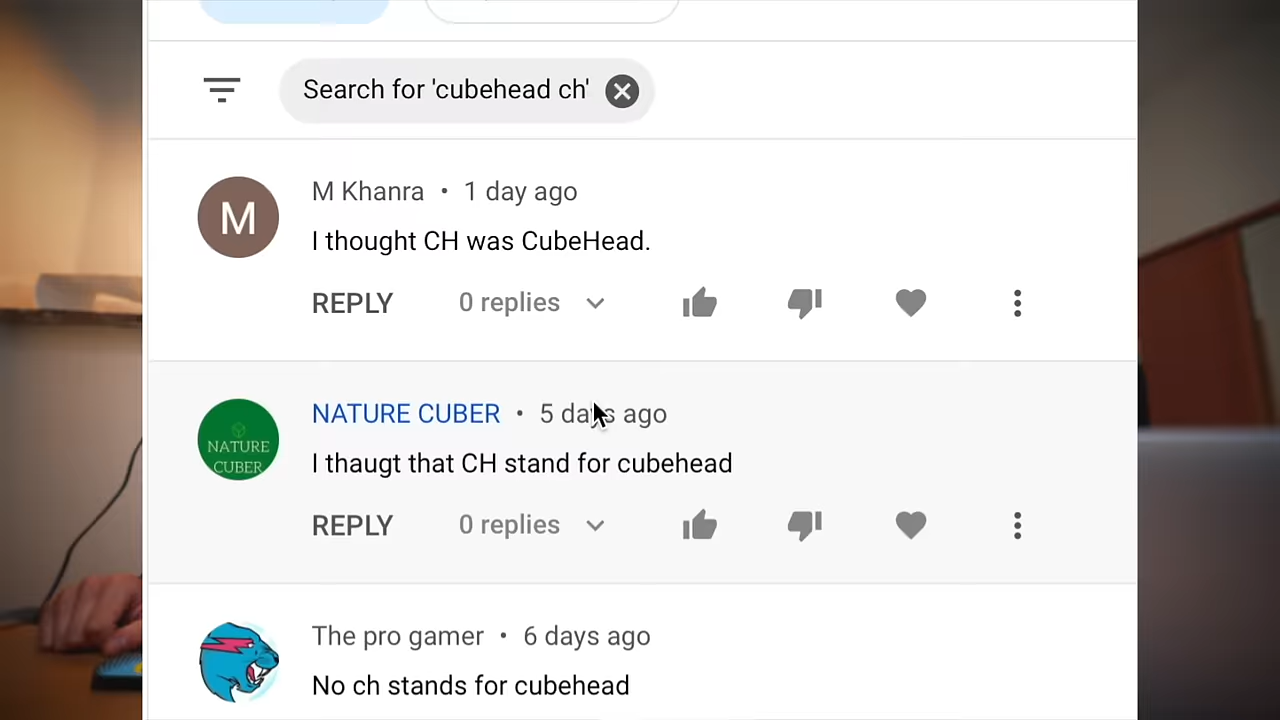 Search for 'cubehead ch'
M
M Khanra • 1 day ago
I thought CH was CubeHead.
REPLY 0 replies
NATURE CUBER
NATURE CUBER • 5 days ago
I thaugt that CH stand for cubehead
REPLY 0 replies
The pro gamer • 6 days ago
No ch stands for cubehead